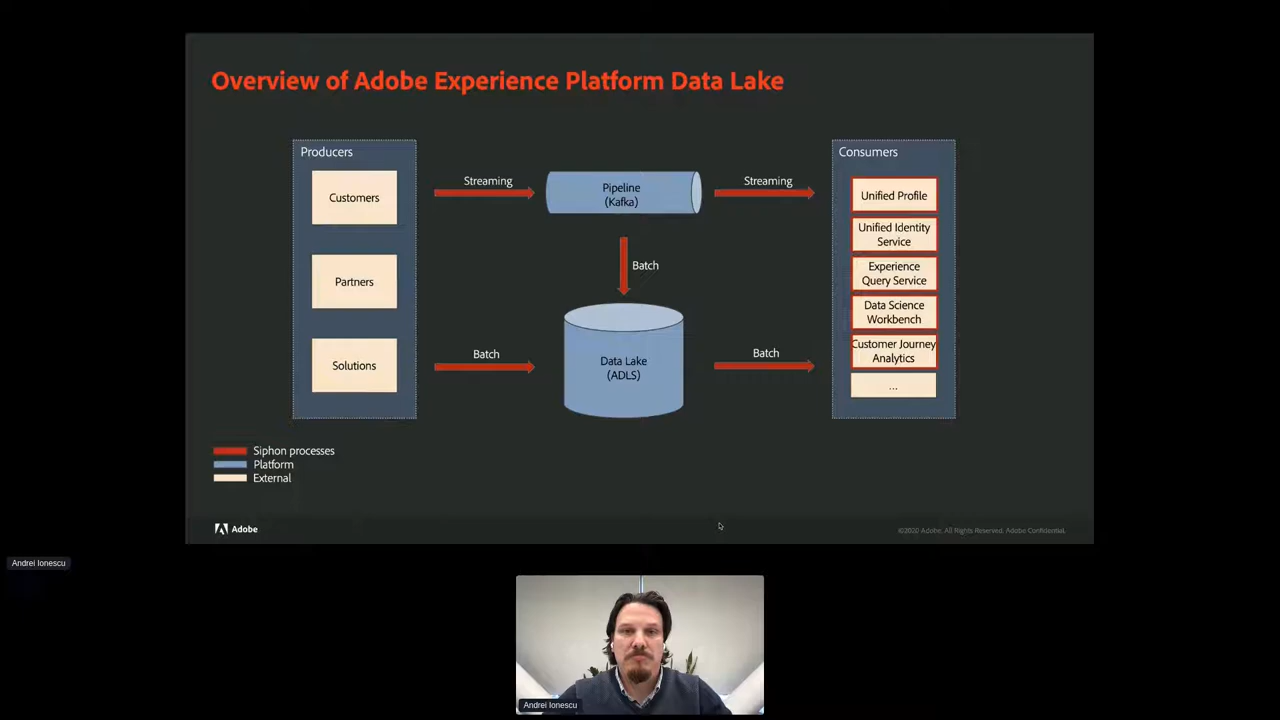 Overview of Adobe Experience Platform Data Lake
Producers
Customers
Partners
Solutions
Streaming
Batch
Pipeline
(Kafka)
Batch
Data Lake
(ADLS)
Streaming
Batch
Consumers
Unified Profile
Unified Identity
Service
Experience
Query Service
Data Science
Workbench
Customer Journey
Analytics
...
Siphon processes
Platform
External
Adobe
©2020 Adobe. All Rights Reserved. Adobe Confidential.
Andrei Ionescu
Andrei Ionescu